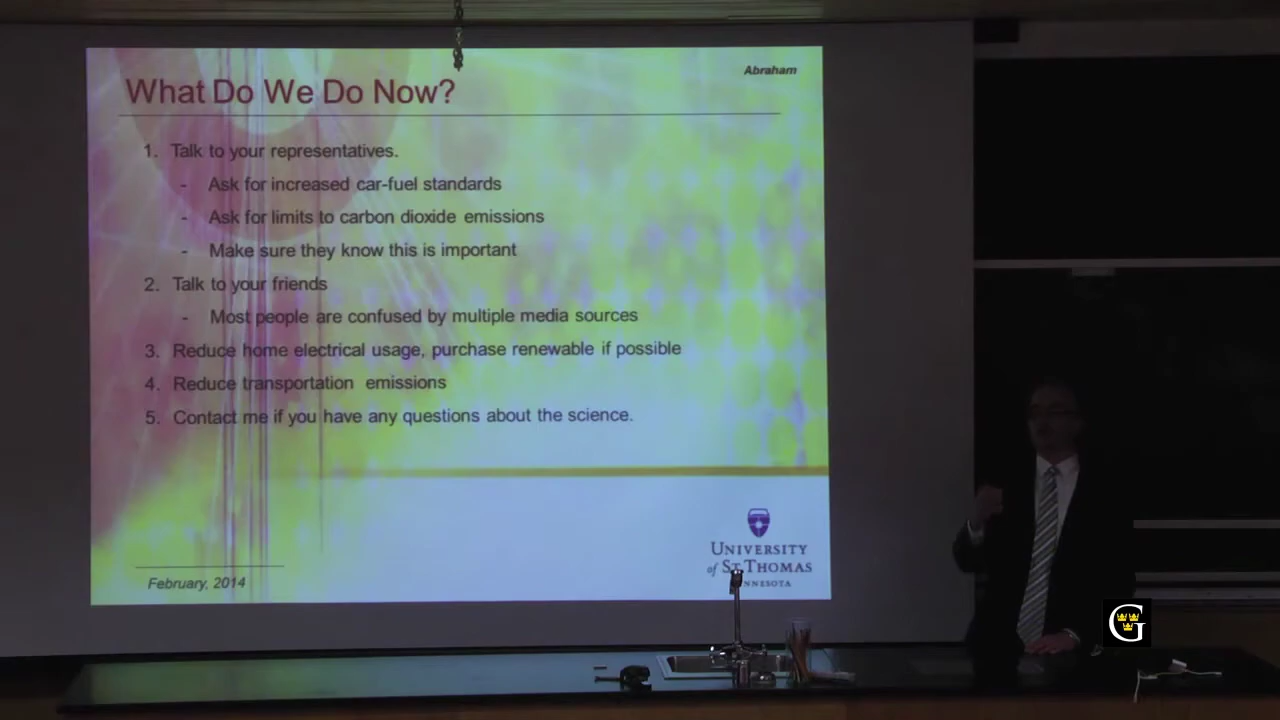 Abraham
What Do We Do Now?
1. Talk to your representatives.
- Ask for increased car-fuel standards
- Ask for limits to carbon dioxide emissions
- Make sure they know this is important
2. Talk to your friends
- Most people are confused by multiple media sources
3. Reduce home electrical usage, purchase renewable if possible
4. Reduce transportation emissions
5. Contact me if you have any questions about the science.
UNIVERSITY
of ST. THOMAS
NNESOTA
February, 2014
G